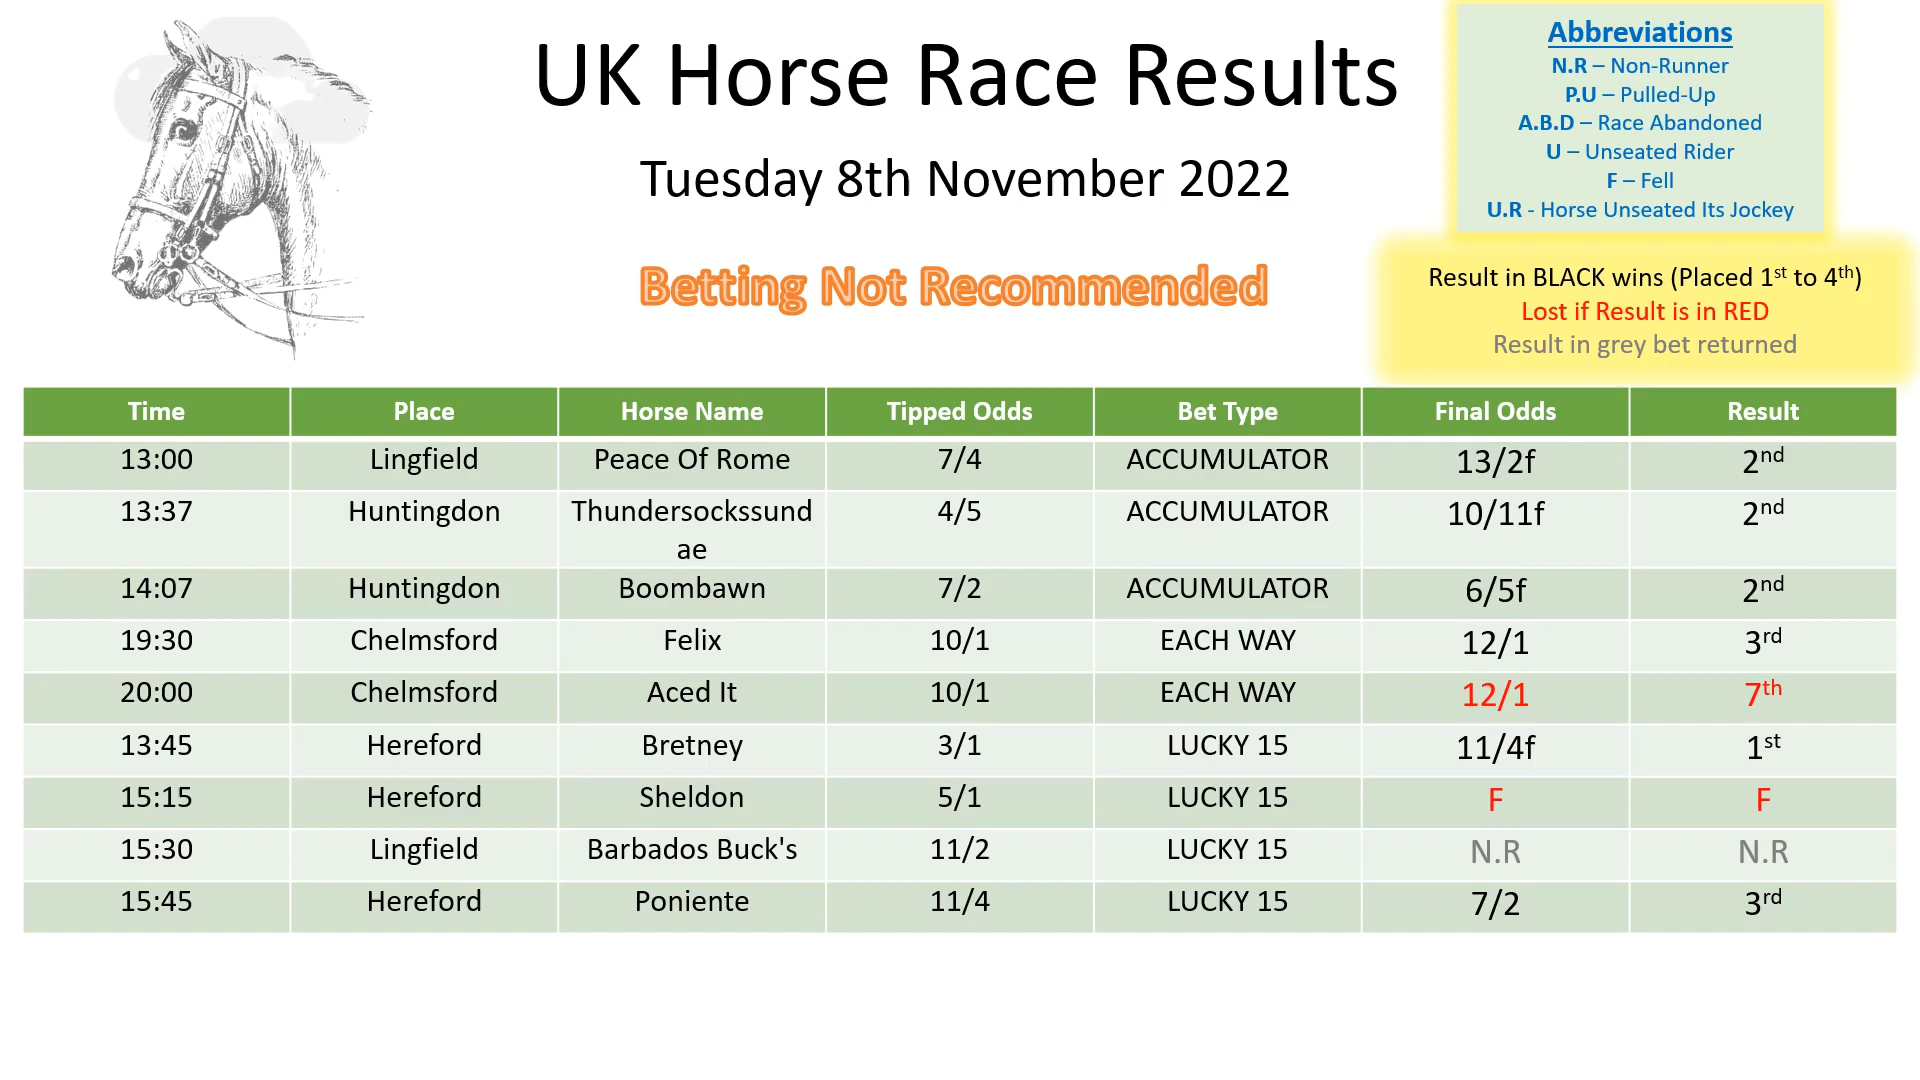 UK Horse Race Results
Tuesday 8th November 2022
Betting Not Recommended
Abbreviations
N.R – Non-Runner
P.U – Pulled-Up
A.B.D – Race Abandoned
U – Unseated Rider
F – Fell
U.R - Horse Unseated Its Jockey
Result in BLACK wins (Placed 1st to 4th)
Lost if Result is in RED
Result in grey bet returned
Time Place Horse Name Tipped Odds Bet Type Final Odds Result
13:00 Lingfield Peace Of Rome 7/4 ACCUMULATOR 13/2f 2nd
13:37 Huntingdon Thundersockssund 4/5 ACCUMULATOR 10/11f 2nd
ae
14:07 Huntingdon Boombawn 7/2 ACCUMULATOR 6/5f 2nd
19:30 Chelmsford Felix 10/1 EACH WAY 12/1 3rd
20:00 Chelmsford Aced It 10/1 EACH WAY 12/1 7th
13:45 Hereford Bretney 3/1 LUCKY 15 11/4f 1st
15:15 Hereford Sheldon 5/1 LUCKY 15 F F
15:30 Lingfield Barbados Buck's 11/2 LUCKY 15 N.R N.R
15:45 Hereford Poniente 11/4 LUCKY 15 7/2 3rd